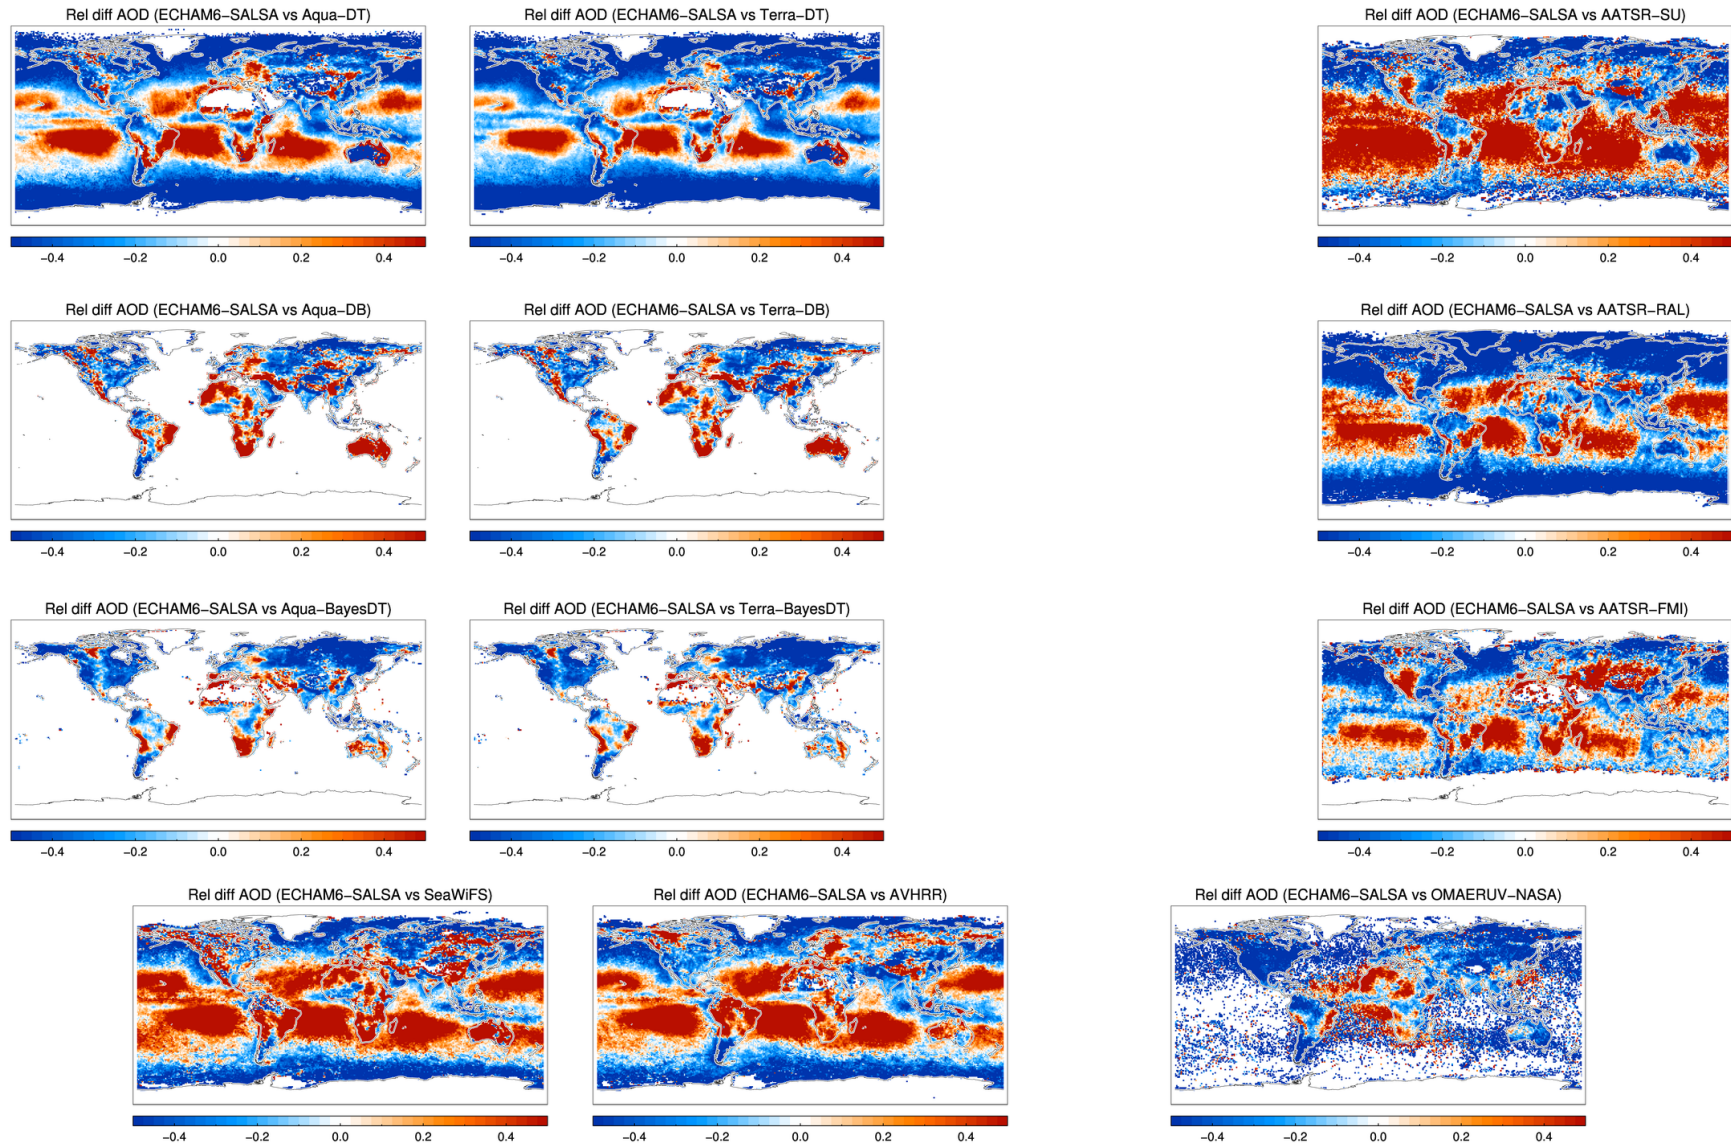 Rel diff AOD (ECHAM6-SALSA vs Aqua-DT)
Rel diff AOD (ECHAM6-SALSA vs Terra-DT)
Rel diff AOD (ECHAM6-SALSA vs AATSR-SU)
-0.4 -0.2 0.0 0.2 0.4
-0.4 -0.2 0.0 0.2 0.4
-0.4 -0.2 0.0 0.2 0.4
Rel diff AOD (ECHAM6-SALSA vs Aqua-DB)
Rel diff AOD (ECHAM6-SALSA vs Terra-DB)
Rel diff AOD (ECHAM6-SALSA vs AATSR-RAL)
-0.4 -0.2 0.0 0.2 0.4
-0.4 -0.2 0.0 0.2 0.4
-0.4 -0.2 0.0 0.2 0.4
Rel diff AOD (ECHAM6-SALSA vs Aqua-BayesDT)
Rel diff AOD (ECHAM6-SALSA vs Terra-BayesDT)
Rel diff AOD (ECHAM6-SALSA vs AATSR-FMI)
-0.4 -0.2 0.0 0.2 0.4
-0.4 -0.2 0.0 0.2 0.4
-0.4 -0.2 0.0 0.2 0.4
Rel diff AOD (ECHAM6-SALSA vs SeaWiFS)
Rel diff AOD (ECHAM6-SALSA vs AVHRR)
Rel diff AOD (ECHAM6-SALSA vs OMAERUV-NASA)
-0.4 -0.2 0.0 0.2 0.4
-0.4 -0.2 0.0 0.2 0.4
-0.4 -0.2 0.0 0.2 0.4